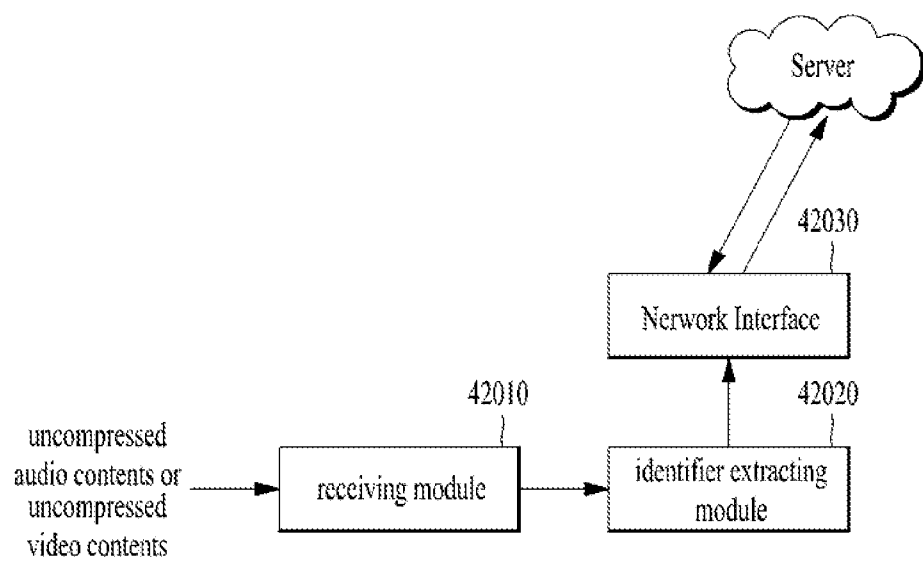 Server
42030
Nerwork Interface
42010
42020
uncompressed
audio contents or
uncompressed
video contents
receiving module
identifier extracting
module